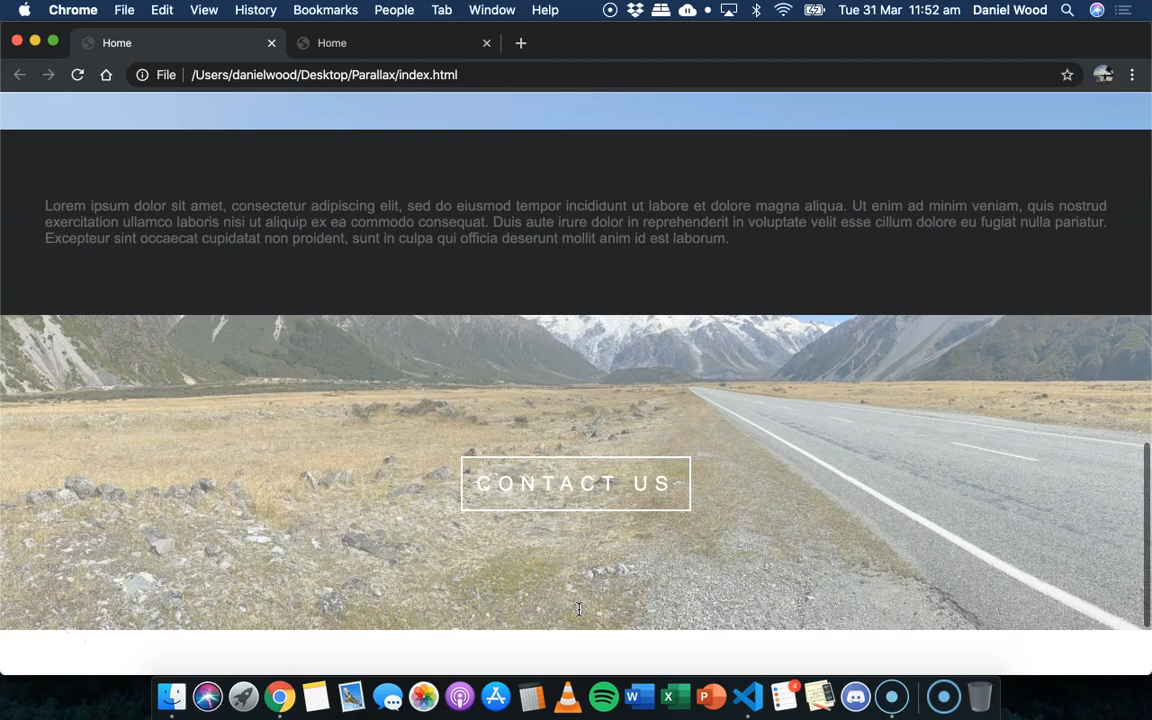 Chrome File Edit View History Bookmarks People Tab Window Help Tue 31 Mar 11:52 am Daniel Wood
Home Home
File /Users/danielwood/Desktop/Parallax/index.html
Lorem ipsum dolor sit amet, consectetur adipiscing elit, sed do eiusmod tempor incididunt ut labore et dolore magna aliqua. Ut enim ad minim veniam, quis nostrud
exercitation ullamco laboris nisi ut aliquip ex ea commodo consequat. Duis aute irure dolor in reprehenderit in voluptate velit esse cillum dolore eu fugiat nulla pariatur.
Excepteur sint occaecat cupidatat non proident, sunt in culpa qui officia deserunt mollit anim id est laborum.
CONTACT US
4